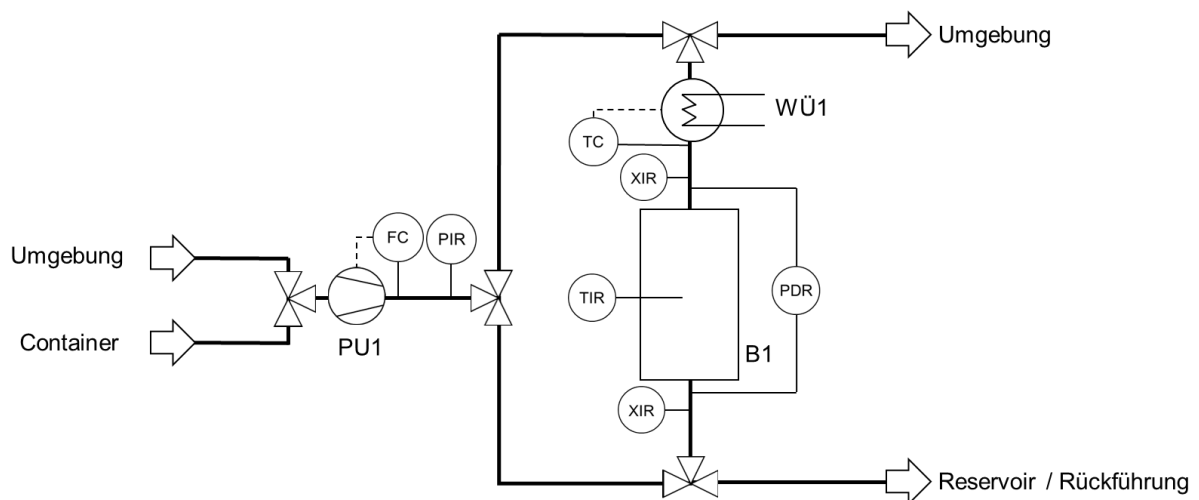 Umgebung
WÜ1
TC
XIR
Umgebung
FC
PIR
Container
PU1
TIR
PDR
B1
XIR
Reservoir / Rückführung